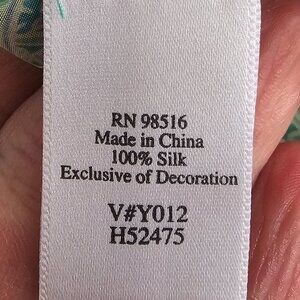 RN 98516
Made in China
100% Silk
Exclusive of Decoration
V#Y012
H52475